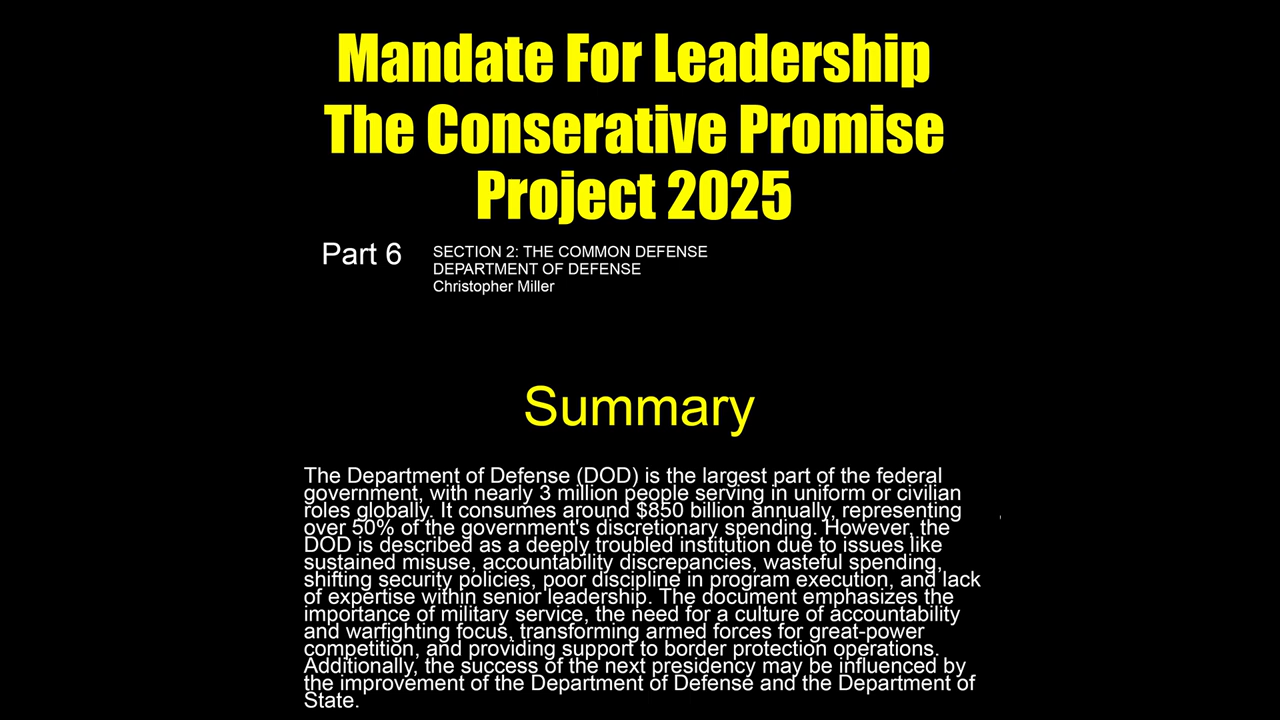 Mandate For Leadership
The Conserative Promise
Project 2025
Part 6
SECTION 2: THE COMMON DEFENSE
DEPARTMENT OF DEFENSE
Christopher Miller
Summary
The Department of Defense (DOD) is the largest part of the federal
government, with nearly 3 million people serving in uniform or civilian
roles globally. It consumes around $850 billion annually, representing
over 50% of the government's discretionary spending. However, the
DOD is described as a deeply troubled institution due to issues like
sustained misuse, accountability discrepancies, wasteful spending,
shifting security policies, poor discipline in program execution, and lack
of expertise within senior leadership. The document emphasizes the
importance of military service, the need for a culture of accountability
and warfighting focus, transforming armed forces for great-power
competition, and providing support to border protection operations.
Additionally, the success of the next presidency may be influenced by
the improvement of the Department of Defense and the Department of
State.